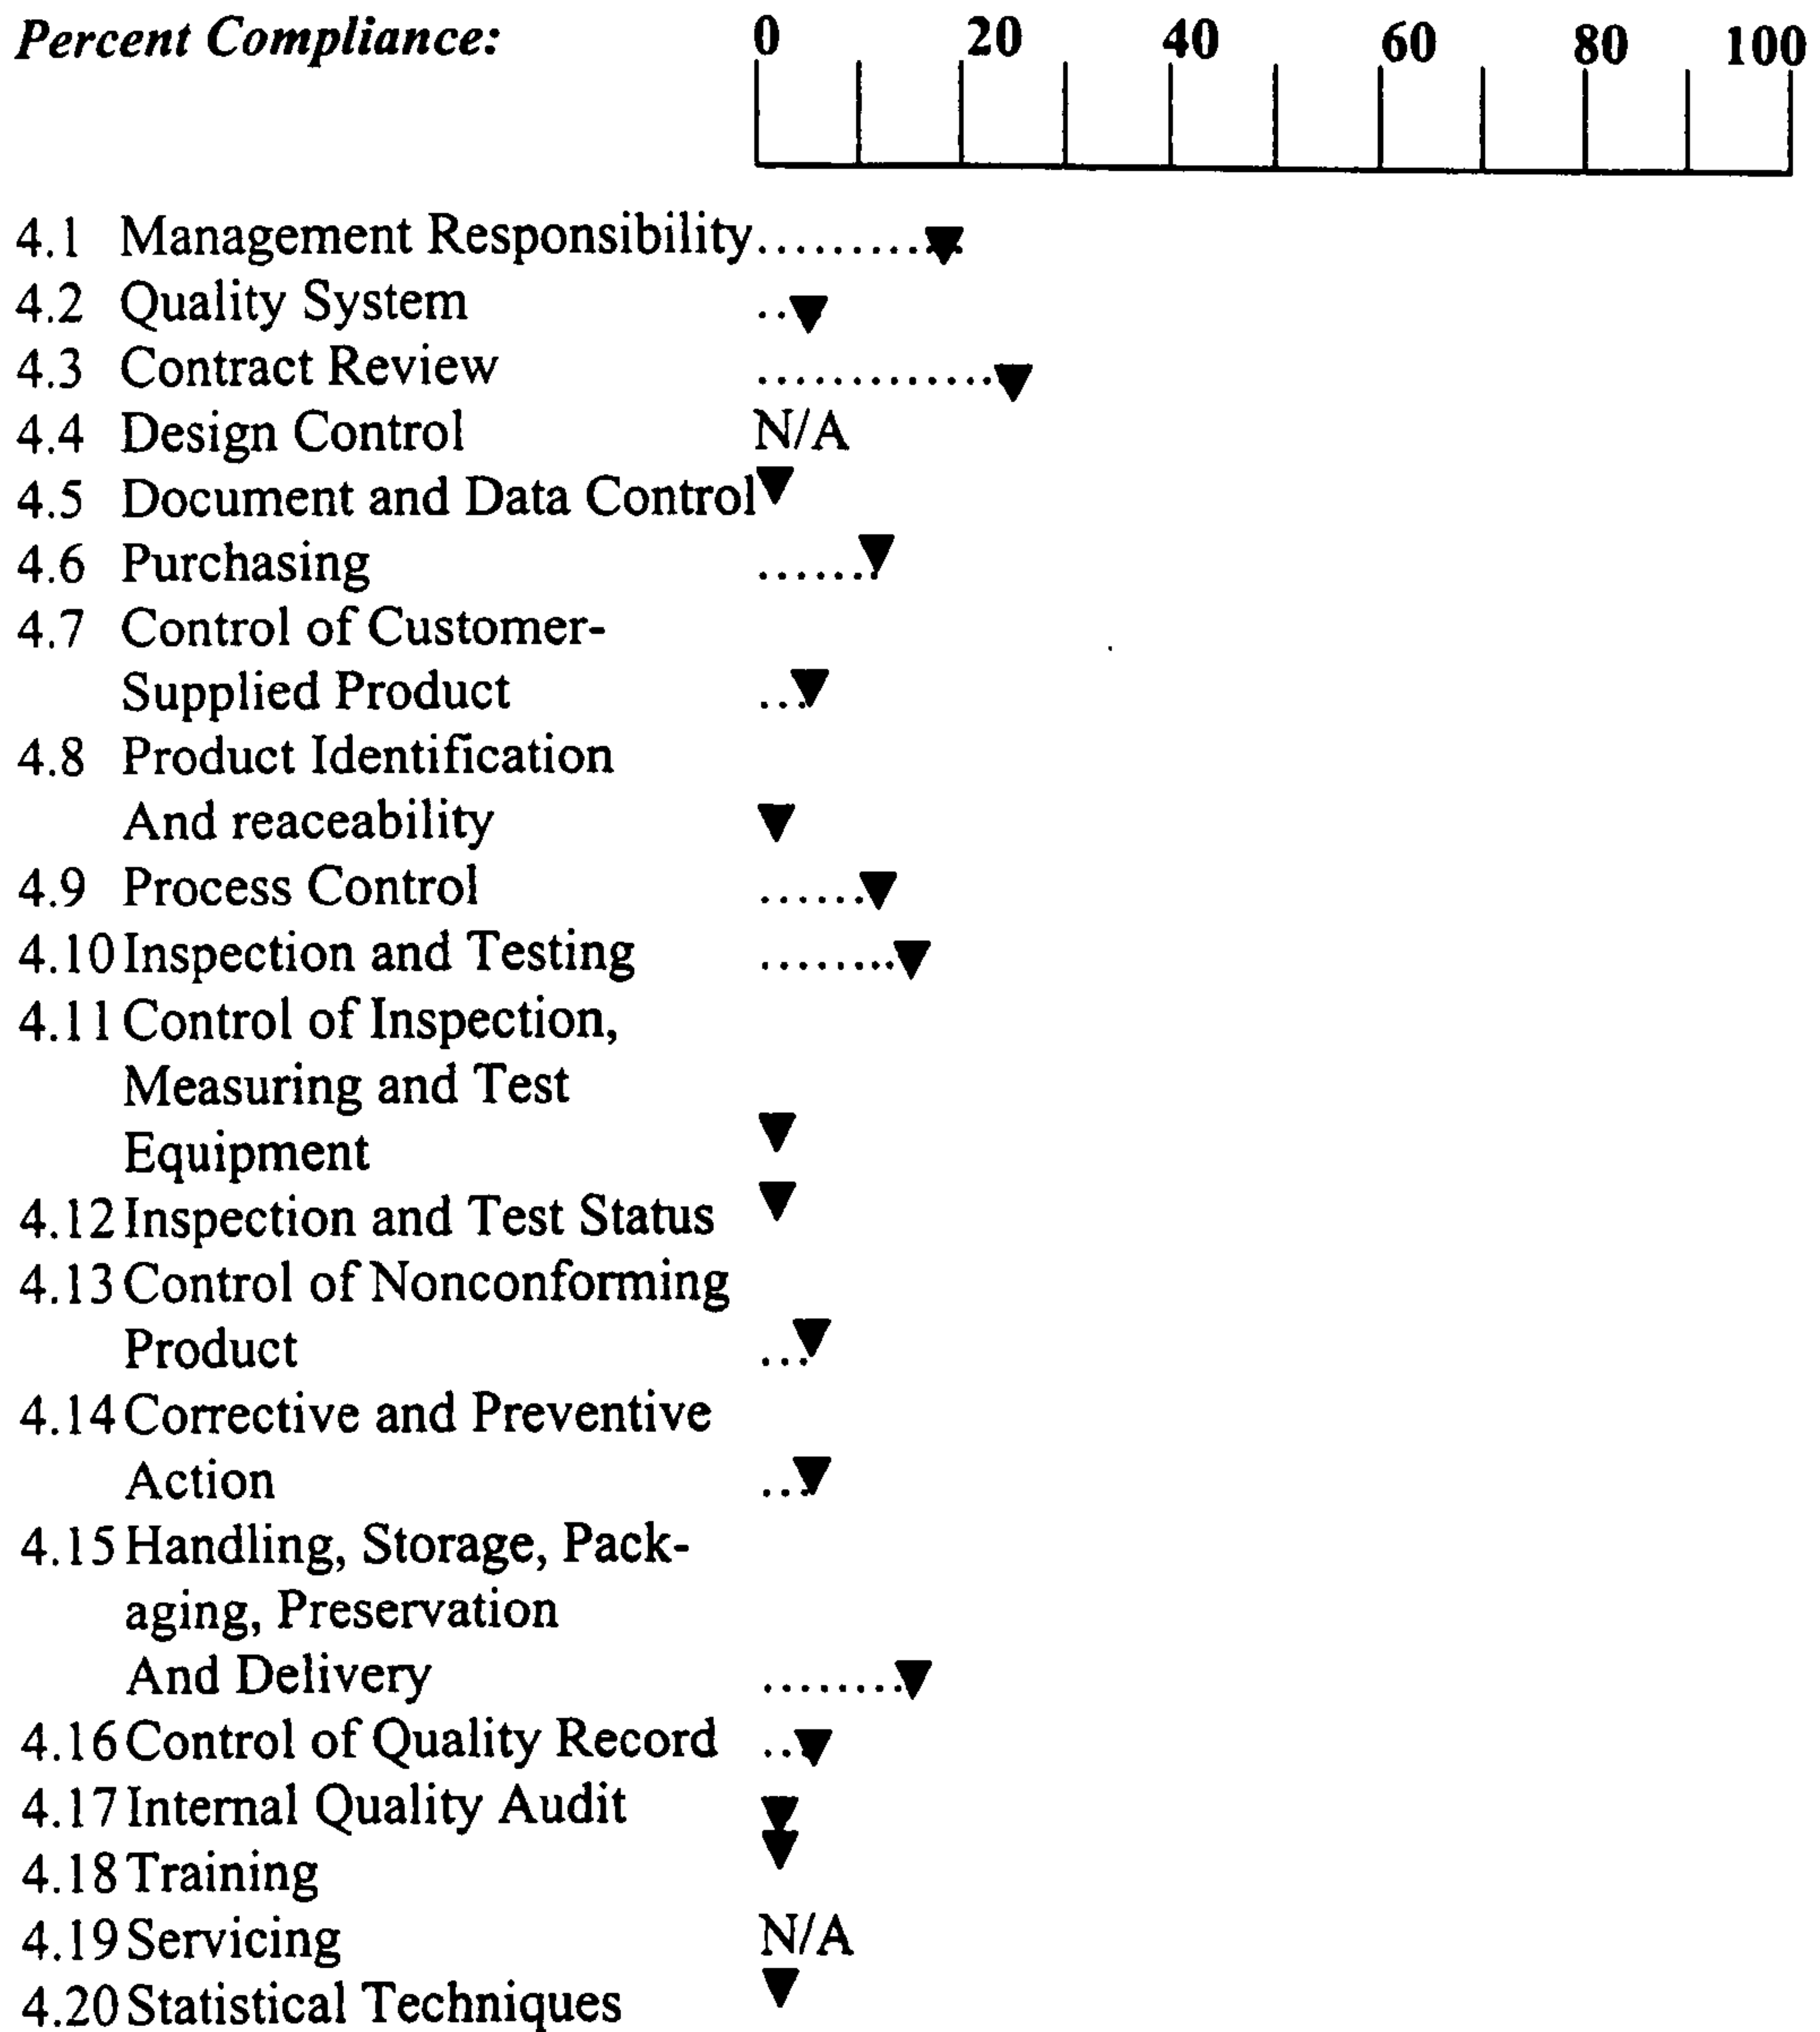 Percent Compliance: 0 20 40 60 80 100
4.1 Management Responsibility..........
4.2 Quality System ..
4.3 Contract Review ..............
4.4 Design Control N/A
4.5 Document and Data Control
4.6 Purchasing .......
4.7 Control of Customer-
Supplied Product ...
4.8 Product Identification
And reaceability
4.9 Process Control ......
4.10 Inspection and Testing ........
4.11 Control of Inspection,
Measuring and Test
Equipment
4.12 Inspection and Test Status
4.13 Control of Nonconforming
Product ...
4.14 Corrective and Preventive
Action ...
4.15 Handling, Storage, Pack-
aging, Preservation
And Delivery ........
4.16 Control of Quality Record ...
4.17 Internal Quality Audit
4.18 Training
4.19 Servicing N/A
4.20 Statistical Techniques